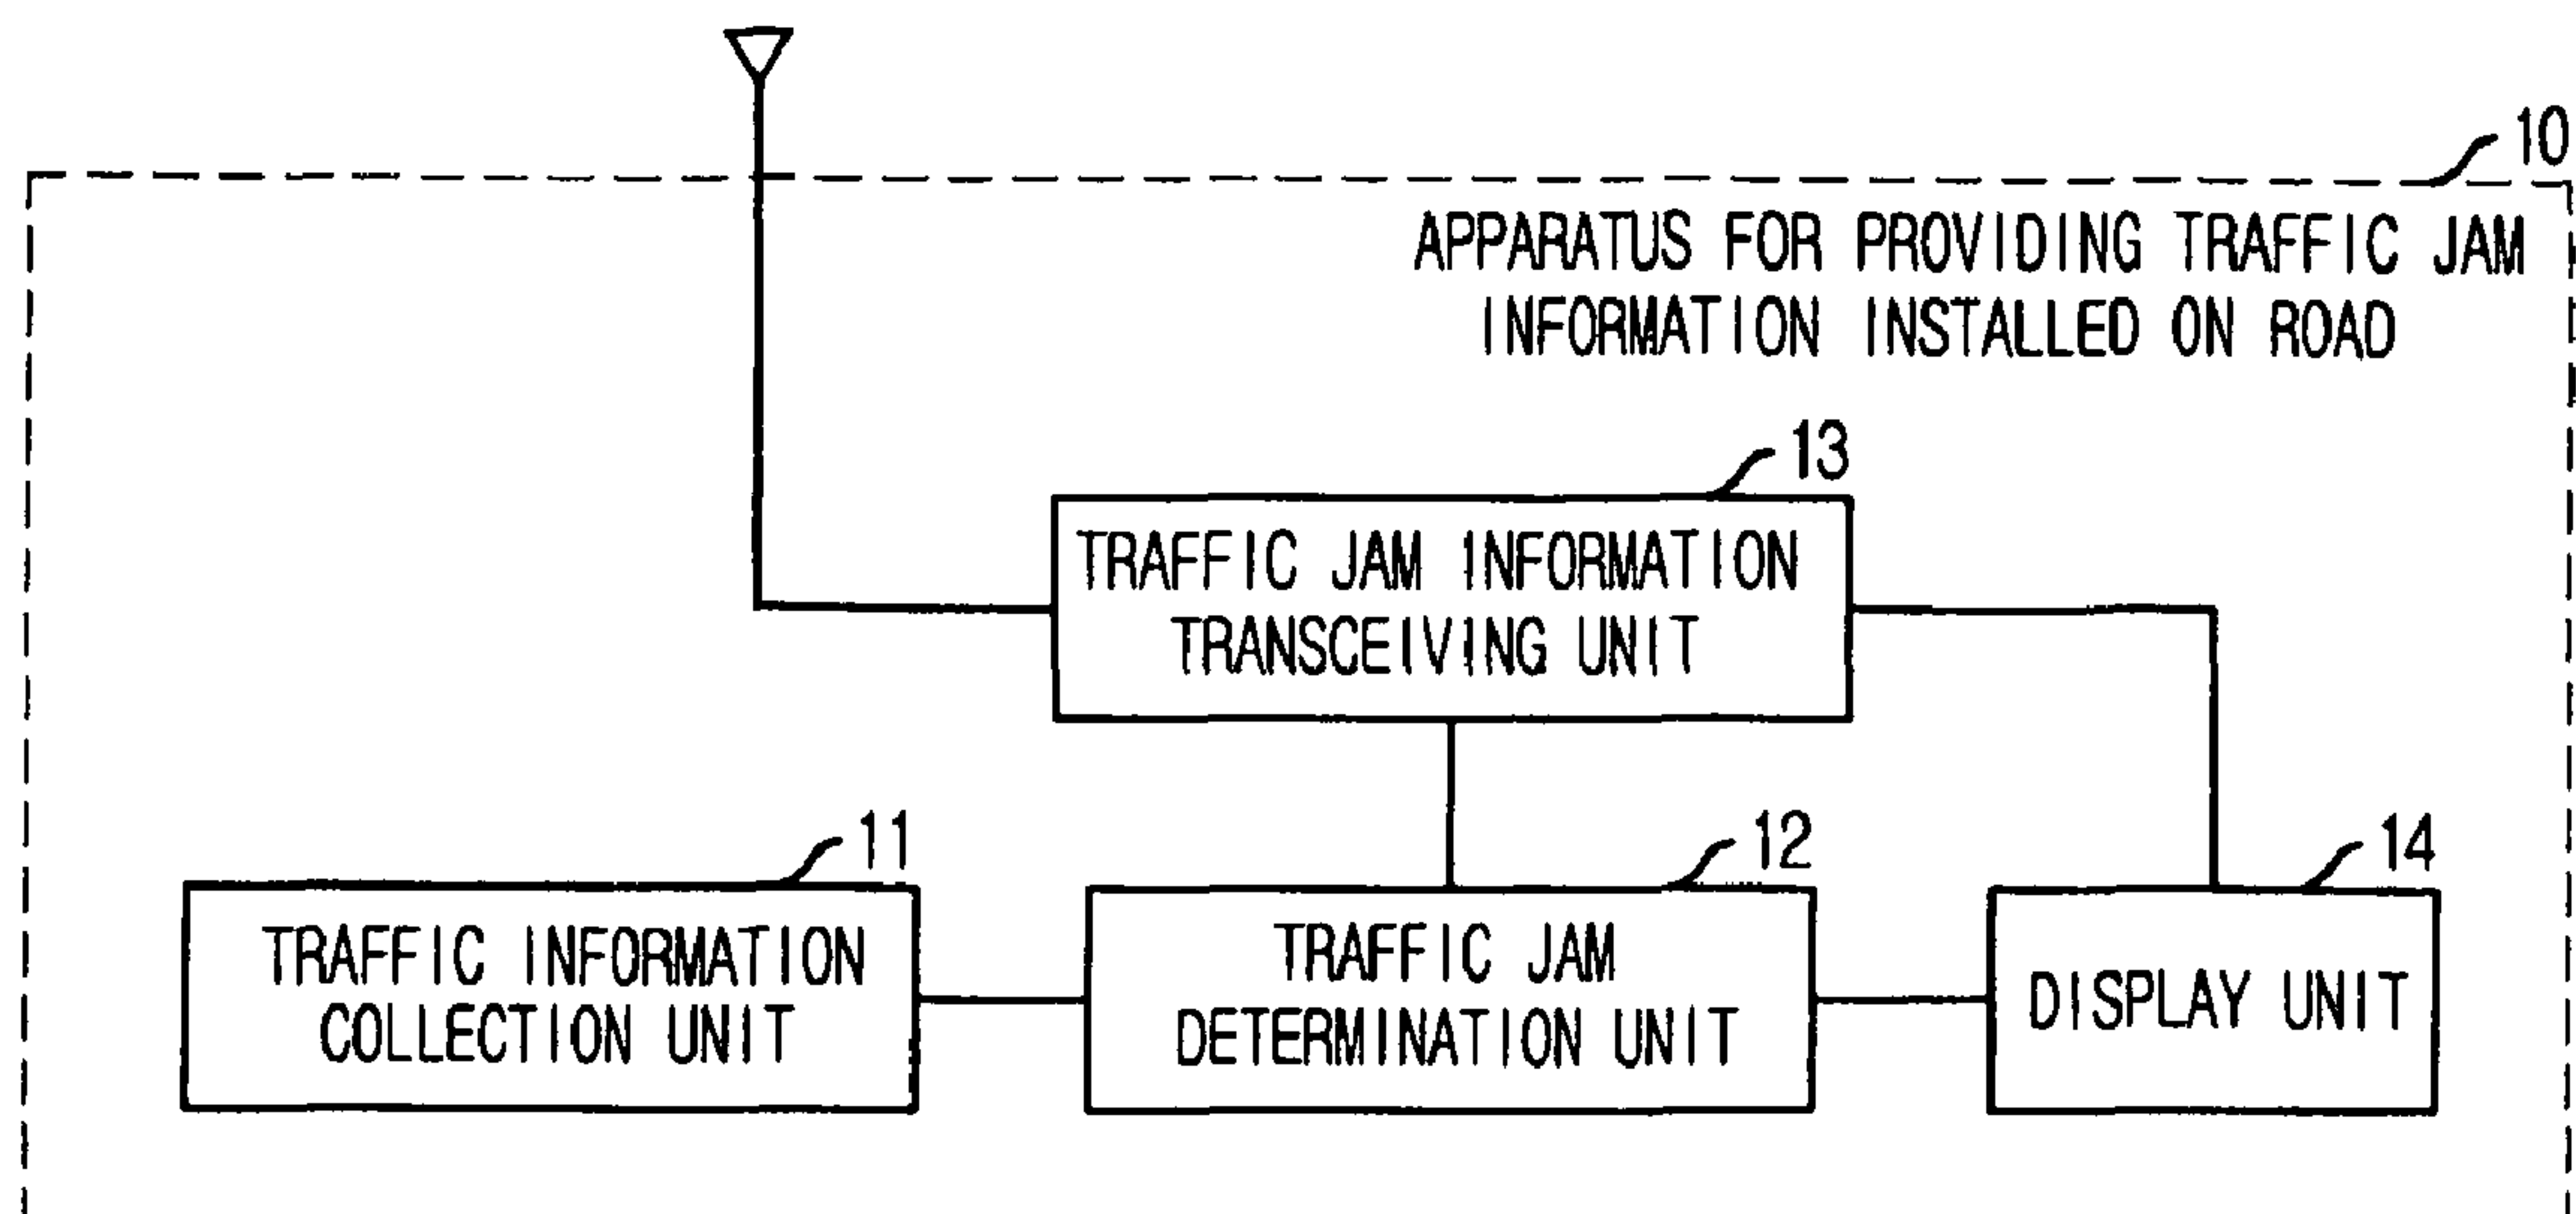 10
APPARATUS FOR PROVIDING TRAFFIC JAM
INFORMATION INSTALLED ON ROAD
13
TRAFFIC JAM INFORMATION
TRANSCEIVING UNIT
11
TRAFFIC INFORMATION
COLLECTION UNIT
12
TRAFFIC JAM
DETERMINATION UNIT
14
DISPLAY UNIT